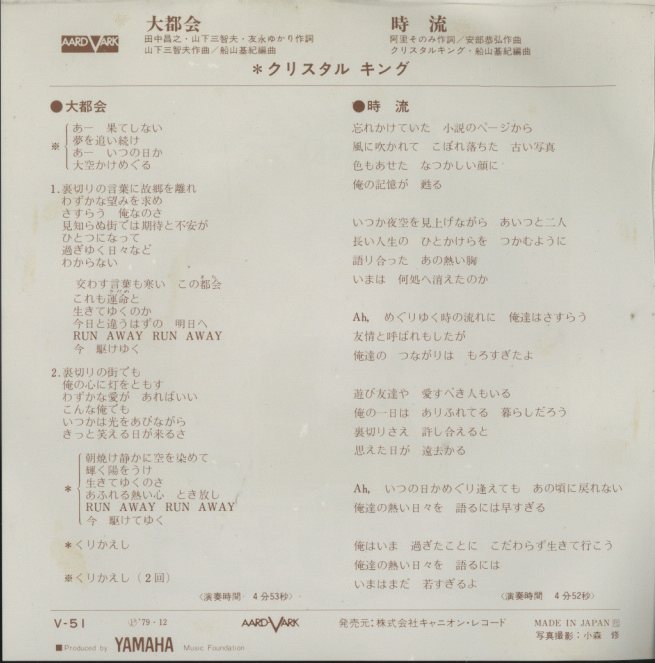 AARDVARK
大都会
田中昌之・山下三智夫・友永ゆかり作詞
山下三智夫作曲／船山基紀編曲
時 流
阿里そのみ作詞／安部恭弘作曲
クリスタルキング・船山基紀編曲
＊クリスタル キング
●大都会
※
あー 果てしない
夢を追い続け
あー いつの日か
大空かけめぐる
1. 裏切りの言葉に故郷を離れ
わずかな望みを求め
さすらう 俺なのさ
見知らぬ街では期待と不安が
ひとつになって
過ぎゆく日々など
わからない
交わす言葉も寒い この都会
まち
これも運命と
さだめ
生きてゆくのか
今日と違うはずの 明日へ
RUN AWAY RUN AWAY
今 駆けゆく
2. 裏切りの街でも
俺の心に灯をともす
わずかな愛が あればいい
こんな俺でも
いつかは光をあびながら
きっと笑える日が来るさ
＊
朝焼け静かに空を染めて
輝く陽をうけ
生きてゆくのさ
あふれる熱い心 とき放し
RUN AWAY RUN AWAY
今 駆けてゆく
＊くりかえし
※くりかえし（2回）
〈演奏時間 4分53秒〉
●時 流
忘れかけていた 小説のページから
風に吹かれて こぼれ落ちた 古い写真
色もあせた なつかしい顔に
俺の記憶が 甦る
いつか夜空を見上げながら あいつと二人
長い人生の ひとかけらを つかむように
語り合った あの熱い胸
いまは 何処へ消えたのか
Ah, めぐりゆく時の流れに 俺達はさすらう
友情と呼ばれもしたが
俺達の つながりは もろすぎたよ
遊び友達や 愛すべき人もいる
俺の一日は ありふれてる 暮らしだろう
裏切りさえ 許し合えると
思えた日が 遠去かる
Ah, いつの日かめぐり逢えても あの頃に戻れない
俺達の熱い日々を 語るには早すぎる
俺はいま 過ぎたことに こだわらず生きて行こう
俺達の熱い日々を 語るには
いまはまだ 若すぎるよ
〈演奏時間 4分52秒〉
V-51
Ⓟ'79・12
AARDVARK
発売元：株式会社キャニオン・レコード
MADE IN JAPAN
写真撮影：小森 修
■Produced by YAMAHA Music Foundation